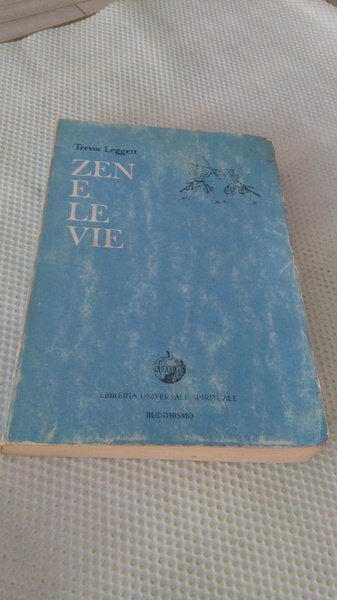 Trevor Leggett
ZEN
E
LE
VIE
LIBRERIA UNIVERSALE SPIRITUALE
BUDDHISMO